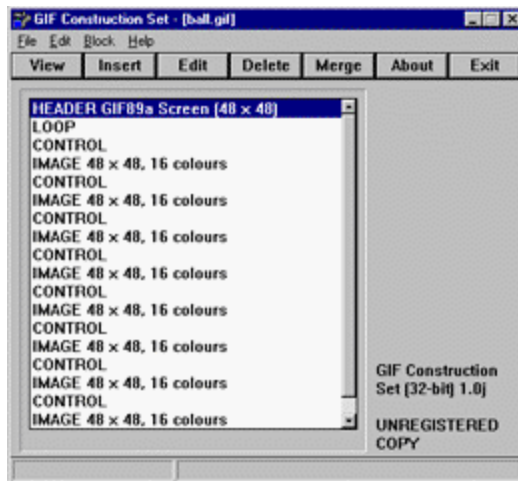 GIF Construction Set - [ball.gif]
File Edit Block Help
View Insert Edit Delete Merge About Exit
HEADER GIF89a Screen (48 x 48)
LOOP
CONTROL
IMAGE 48 x 48, 16 colours
CONTROL
IMAGE 48 x 48, 16 colours
CONTROL
IMAGE 48 x 48, 16 colours
CONTROL
IMAGE 48 x 48, 16 colours
CONTROL
IMAGE 48 x 48, 16 colours
CONTROL
IMAGE 48 x 48, 16 colours
CONTROL
IMAGE 48 x 48, 16 colours
CONTROL
IMAGE 48 x 48, 16 colours
GIF Construction
Set (32-bit) 1.0j
UNREGISTERED
COPY